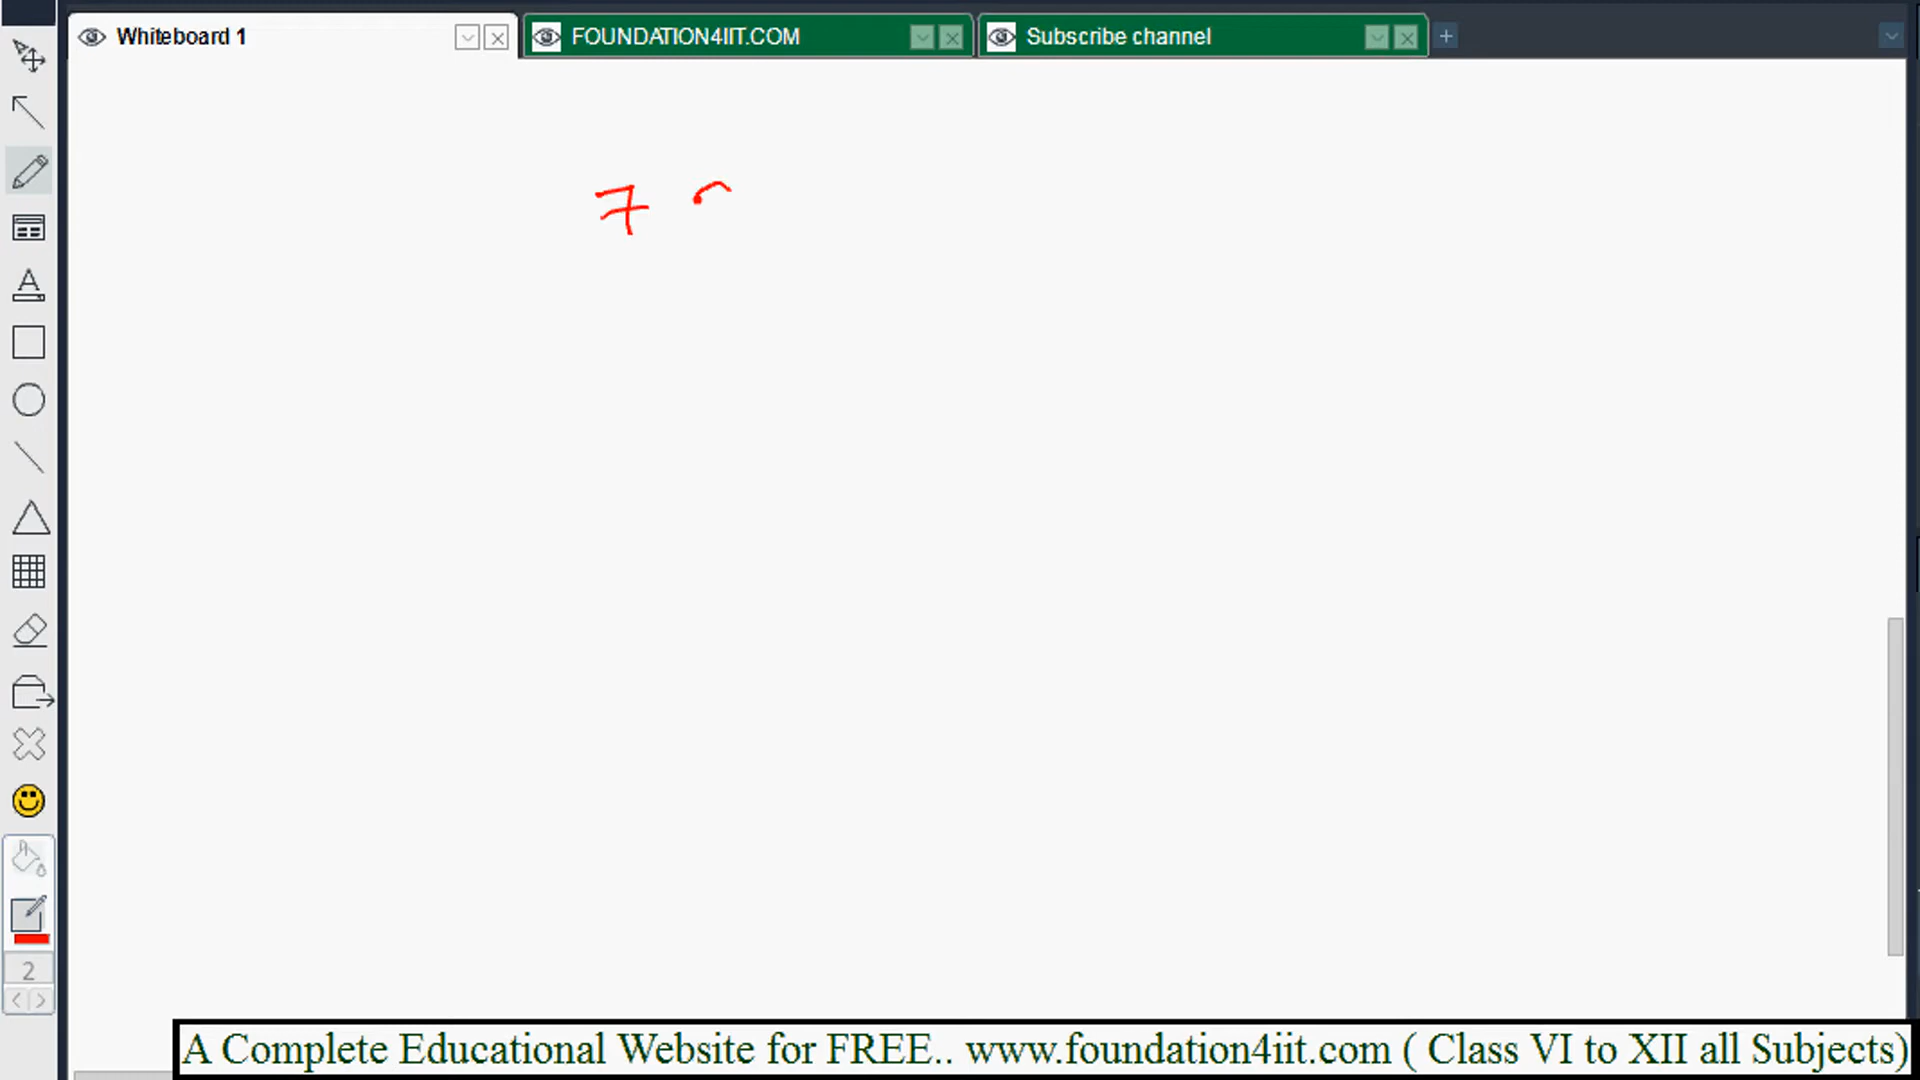 Whiteboard 1
FOUNDATION4IIT.COM
Subscribe channel
7
2
A Complete Educational Website for FREE.. www.foundation4iit.com ( Class VI to XII all Subjects)